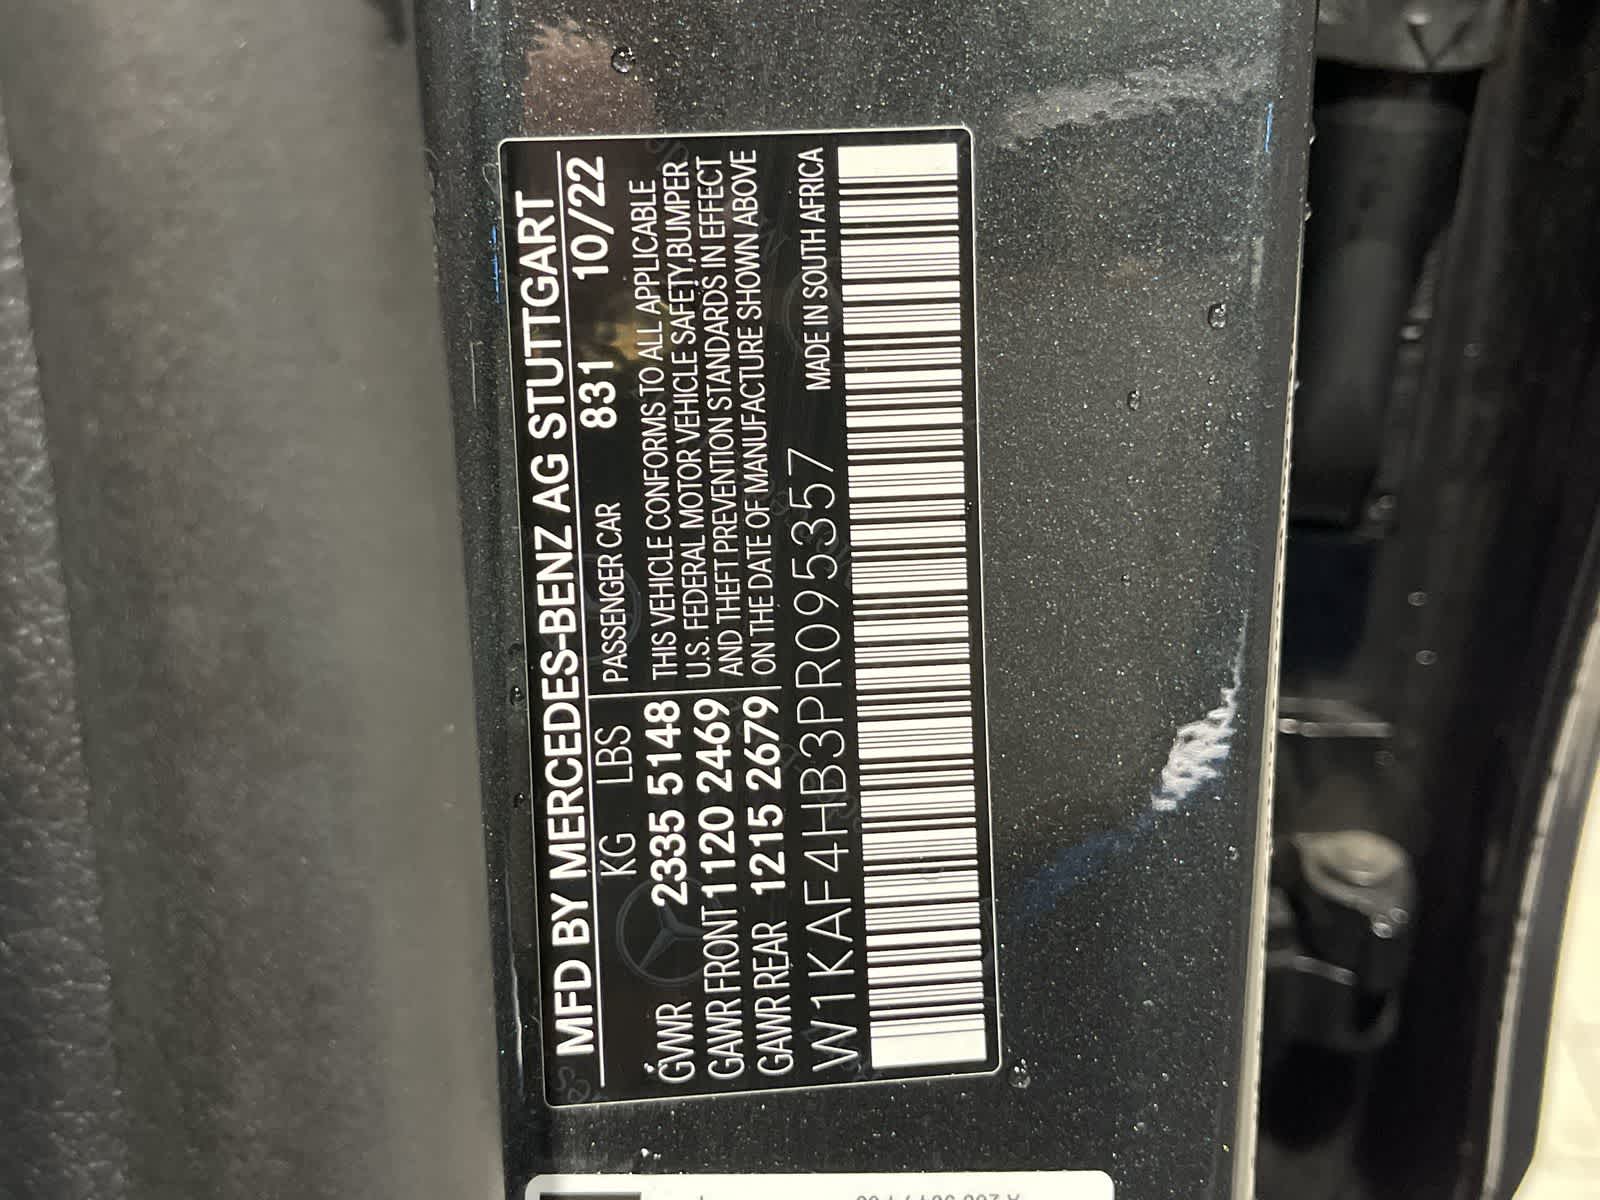 MFD BY MERCEDES-BENZ AG STUTTGART
KG LBS PASSENGER CAR 831 10/22
GVWR 2335 5148
GAWR FRONT 1120 2469
GAWR REAR 1215 2679
THIS VEHICLE CONFORMS TO ALL APPLICABLE
U.S. FEDERAL MOTOR VEHICLE SAFETY, BUMPER
AND THEFT PREVENTION STANDARDS IN EFFECT
ON THE DATE OF MANUFACTURE SHOWN ABOVE
W1KAF4HB3PR095357 MADE IN SOUTH AFRICA